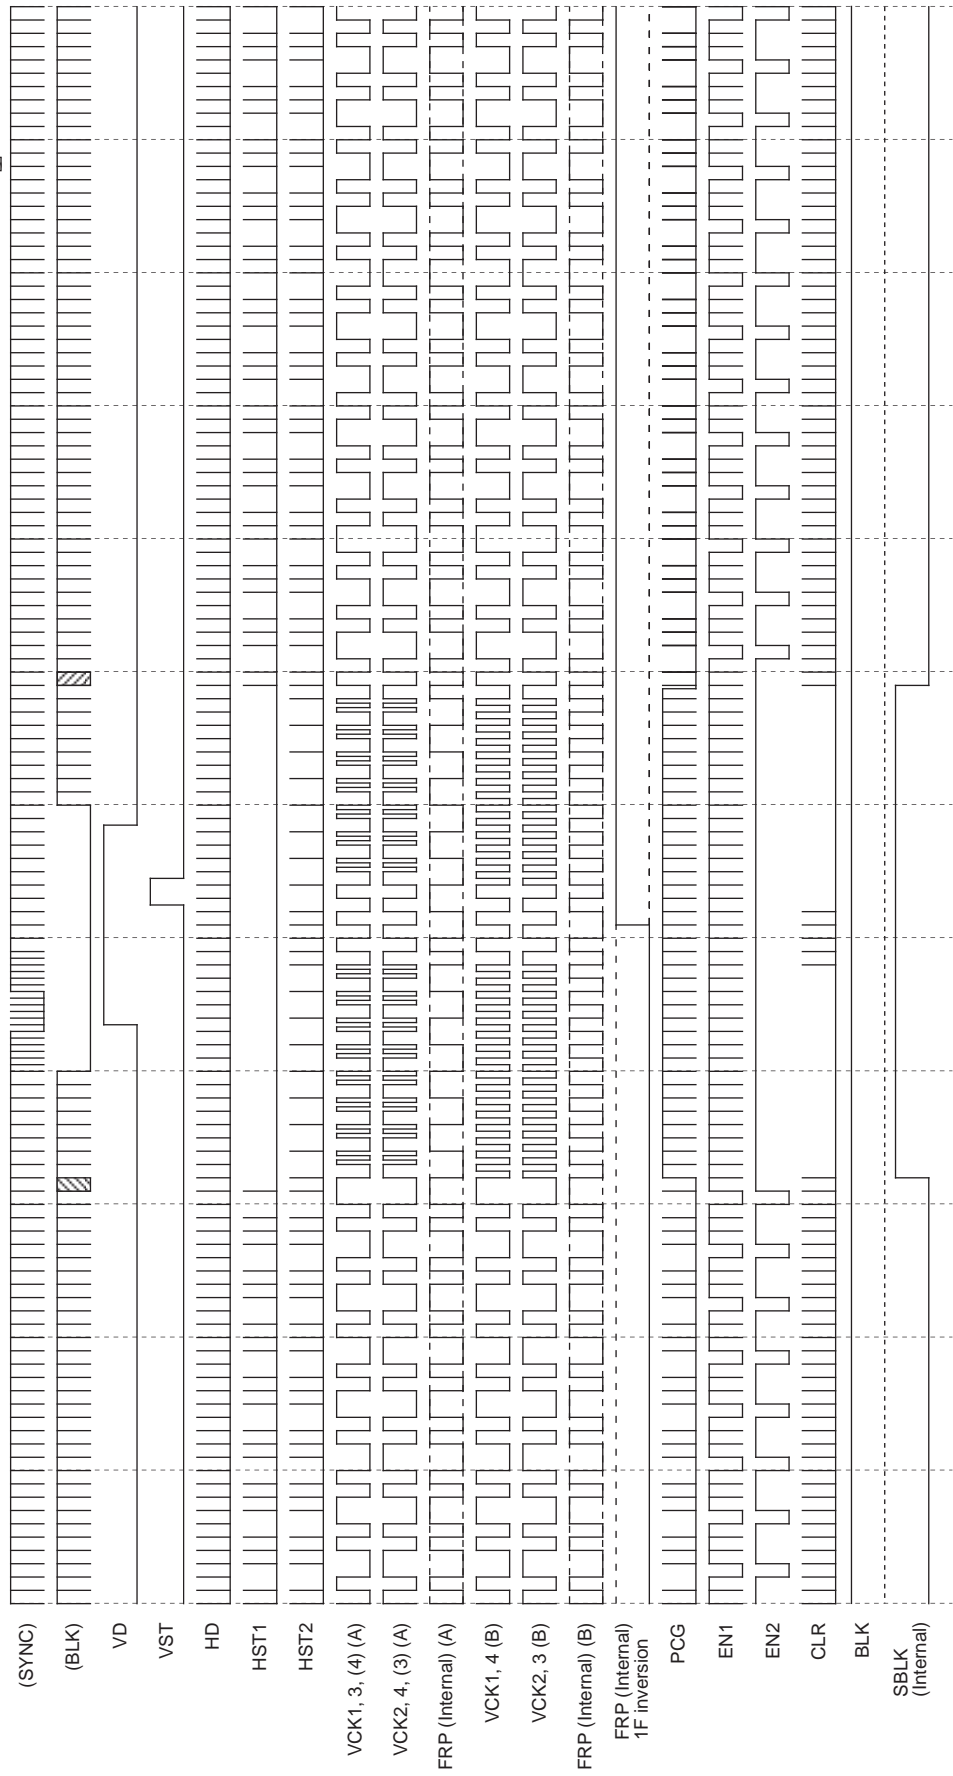 (SYNC)
(BLK)
VD
VST
HD
HST1
HST2
VCK1, 3, (4) (A)
VCK2, 4, (3) (A)
FRP (Internal) (A)
VCK1, 4 (B)
VCK2, 3 (B)
FRP (Internal) (B)
FRP (Internal)
1F inversion
PCG
EN1
EN2
CLR
BLK
SBLK
(Internal)